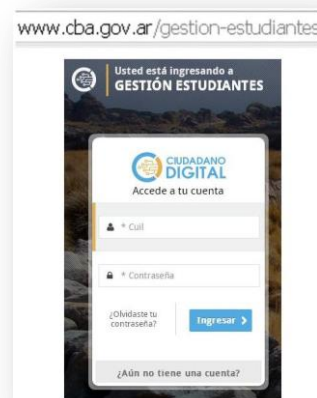 www.cba.gov.ar/gestion-estudiantes
Usted está ingresando a
GESTIÓN ESTUDIANTES
CIUDADANO
DIGITAL
Accede a tu cuenta
* Cuil
* Contraseña
¿Olvidaste tu
contraseña?
Ingresar
¿Aún no tiene una cuenta?